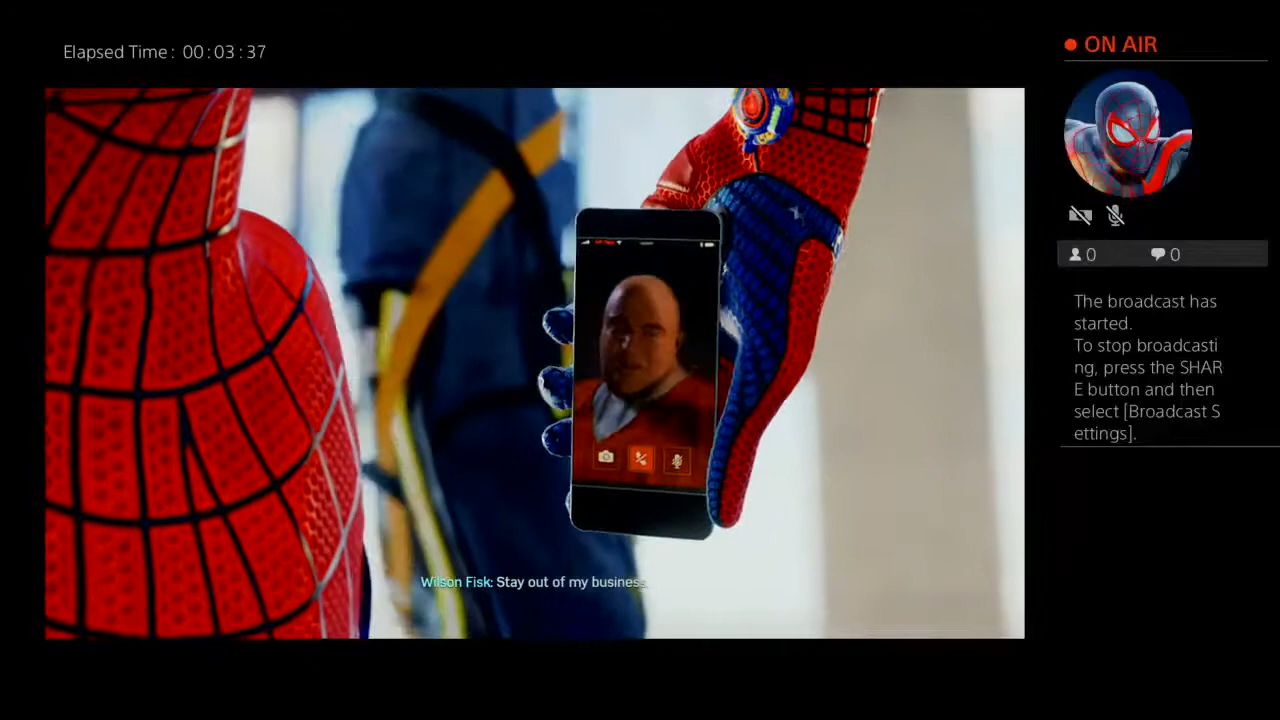 Elapsed Time: 00:03:37
ON AIR
0
0
The broadcast has
started.
To stop broadcasti
ng, press the SHAR
E button and then
select [Broadcast S
ettings].
Wilson Fisk: Stay out of my business.